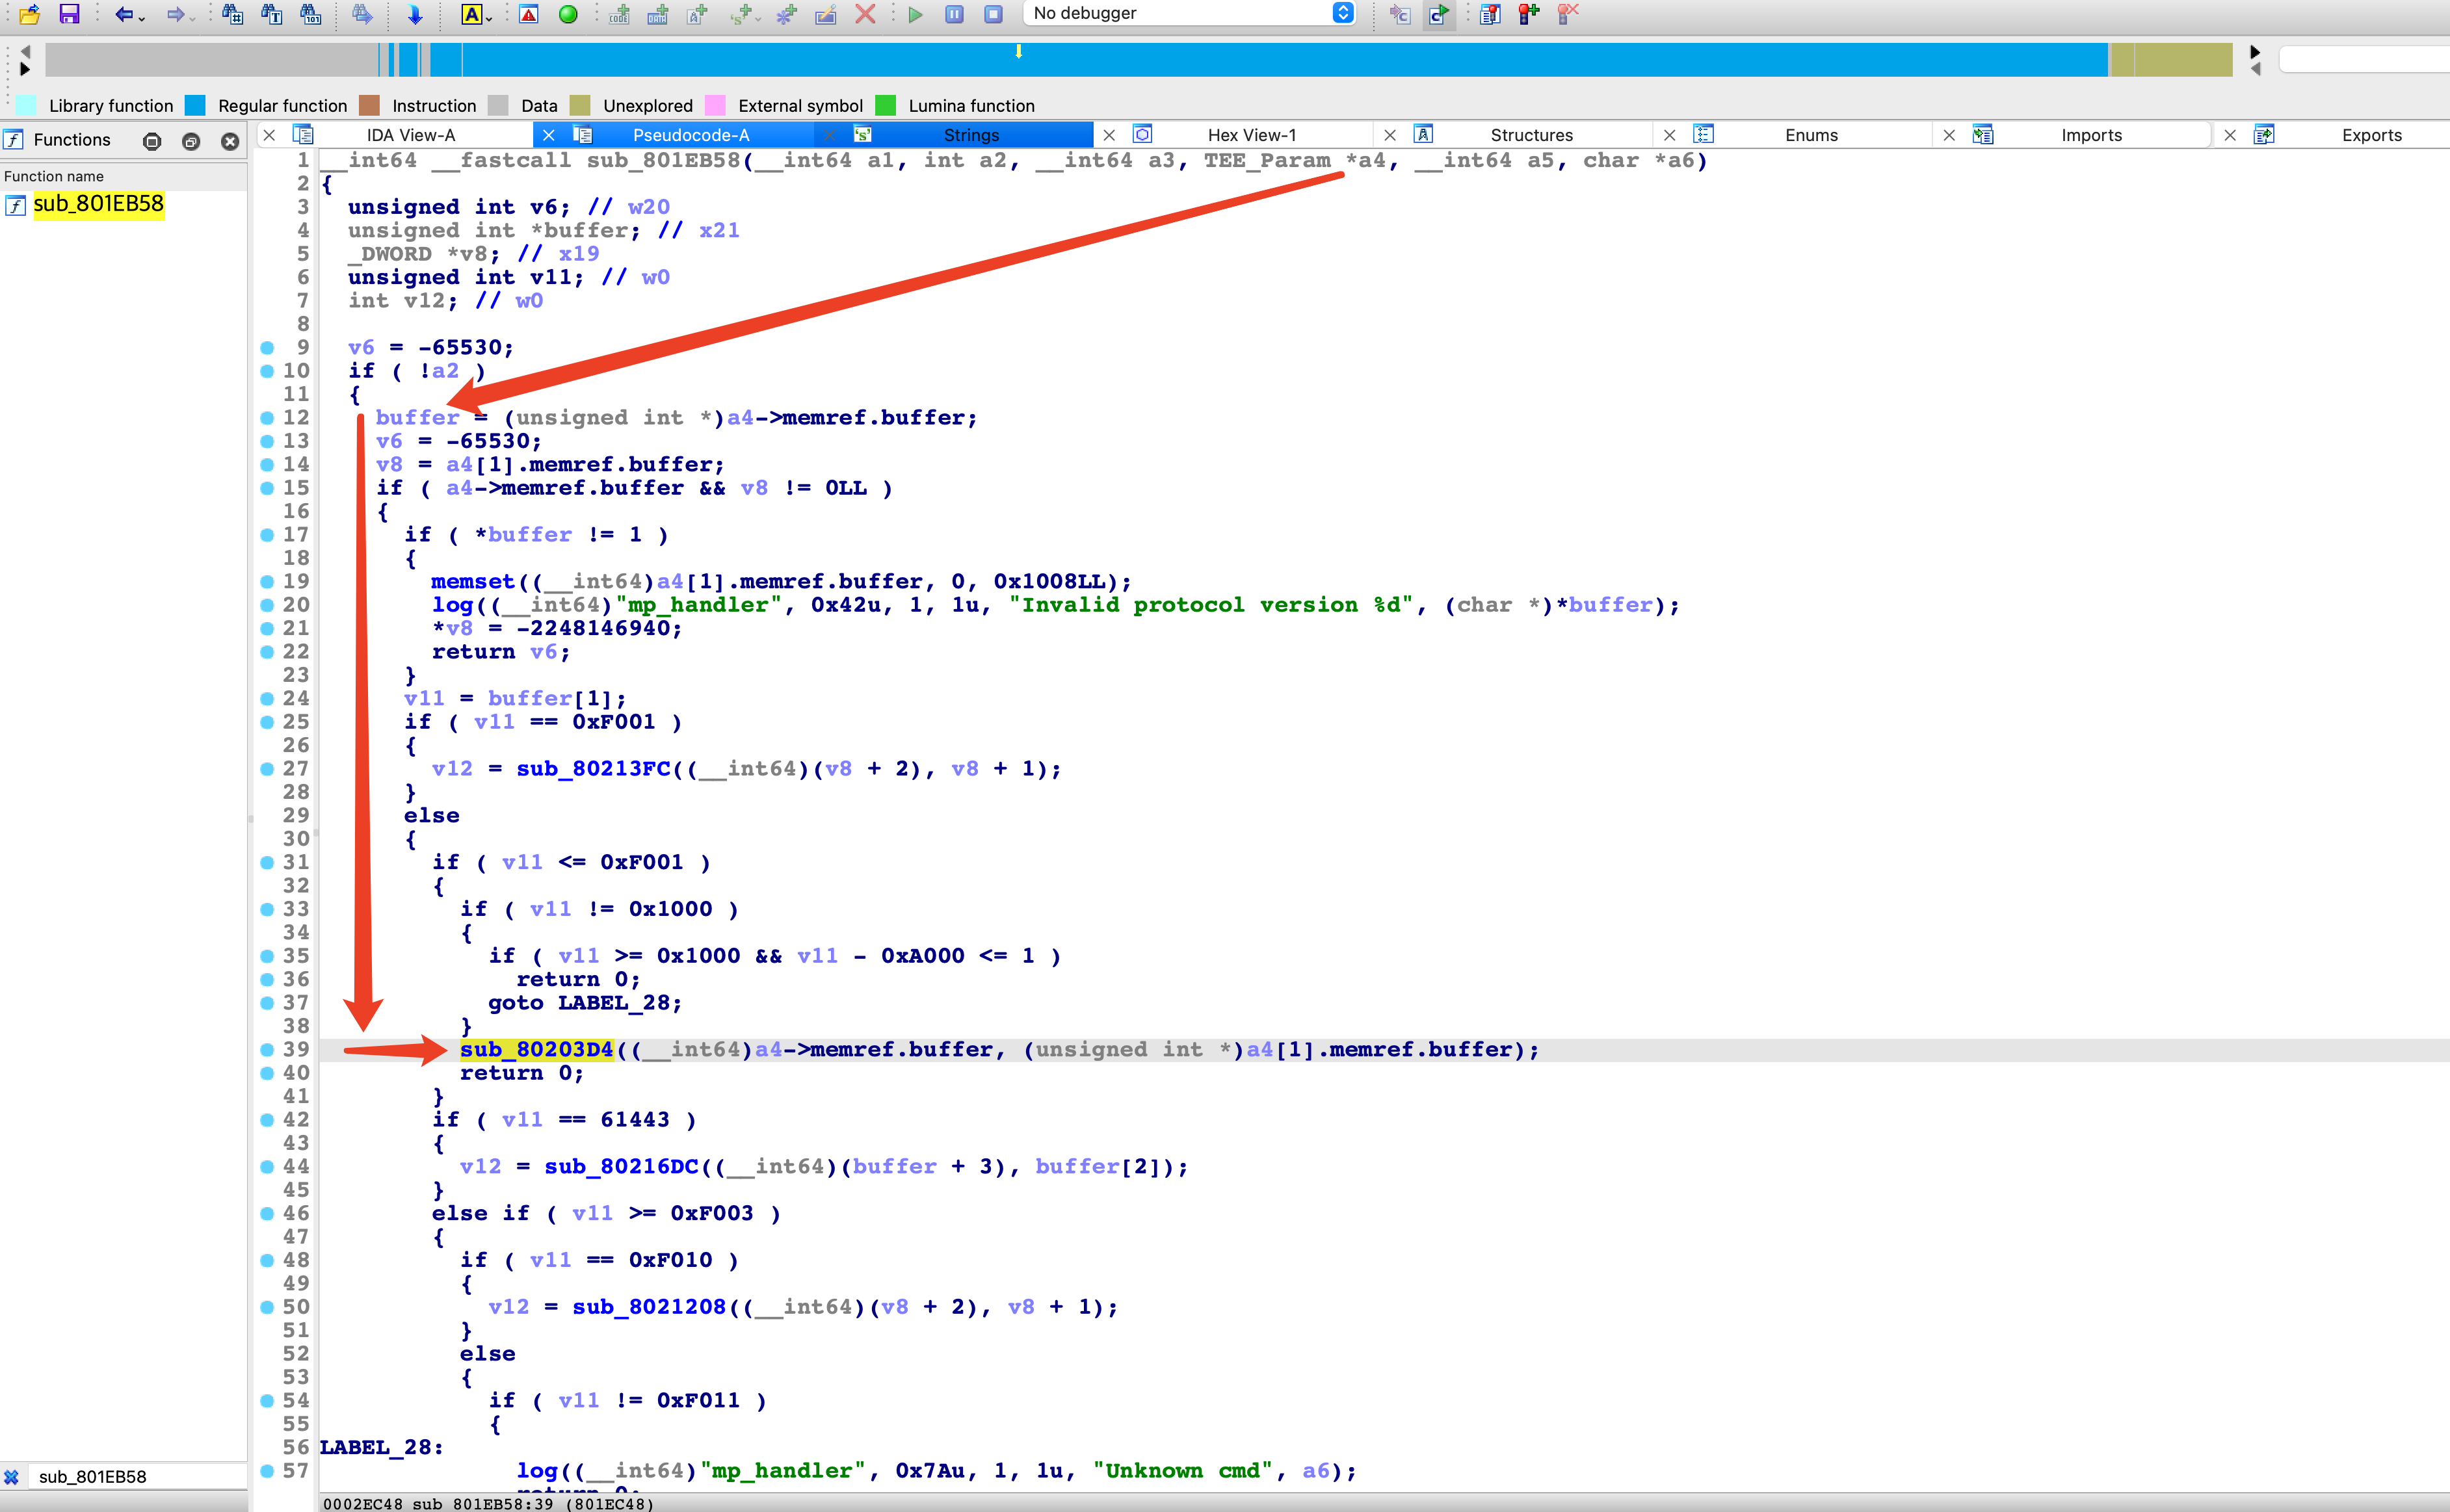 No debugger
Library function Regular function Instruction Data Unexplored External symbol Lumina function
Functions
Function name
sub_801EB58
sub_801EB58
IDA View-A Pseudocode-A Strings Hex View-1 Structures Enums Imports Exports
1 __int64 __fastcall sub_801EB58(__int64 a1, int a2, __int64 a3, TEE_Param *a4, __int64 a5, char *a6)
2 {
3 unsigned int v6; // w20
4 unsigned int *buffer; // x21
5 _DWORD *v8; // x19
6 unsigned int v11; // w0
7 int v12; // w0
8
9 v6 = -65530;
10 if ( !a2 )
11 {
12 buffer = (unsigned int *)a4->memref.buffer;
13 v6 = -65530;
14 v8 = a4[1].memref.buffer;
15 if ( a4->memref.buffer && v8 != 0LL )
16 {
17 if ( *buffer != 1 )
18 {
19 memset((__int64)a4[1].memref.buffer, 0, 0x1008LL);
20 log((__int64)"mp_handler", 0x42u, 1, 1u, "Invalid protocol version %d", (char *)*buffer);
21 *v8 = -2248146940;
22 return v6;
23 }
24 v11 = buffer[1];
25 if ( v11 == 0xF001 )
26 {
27 v12 = sub_80213FC((__int64)(v8 + 2), v8 + 1);
28 }
29 else
30 {
31 if ( v11 <= 0xF001 )
32 {
33 if ( v11 != 0x1000 )
34 {
35 if ( v11 >= 0x1000 && v11 - 0xA000 <= 1 )
36 return 0;
37 goto LABEL_28;
38 }
39 sub_80203D4((__int64)a4->memref.buffer, (unsigned int *)a4[1].memref.buffer);
40 return 0;
41 }
42 if ( v11 == 61443 )
43 {
44 v12 = sub_80216DC((__int64)(buffer + 3), buffer[2]);
45 }
46 else if ( v11 >= 0xF003 )
47 {
48 if ( v11 == 0xF010 )
49 {
50 v12 = sub_8021208((__int64)(v8 + 2), v8 + 1);
51 }
52 else
53 {
54 if ( v11 != 0xF011 )
55 {
56 LABEL_28:
57 log((__int64)"mp_handler", 0x7Au, 1, 1u, "Unknown cmd", a6);
return 0;
0002EC48 sub_801EB58:39 (801EC48)